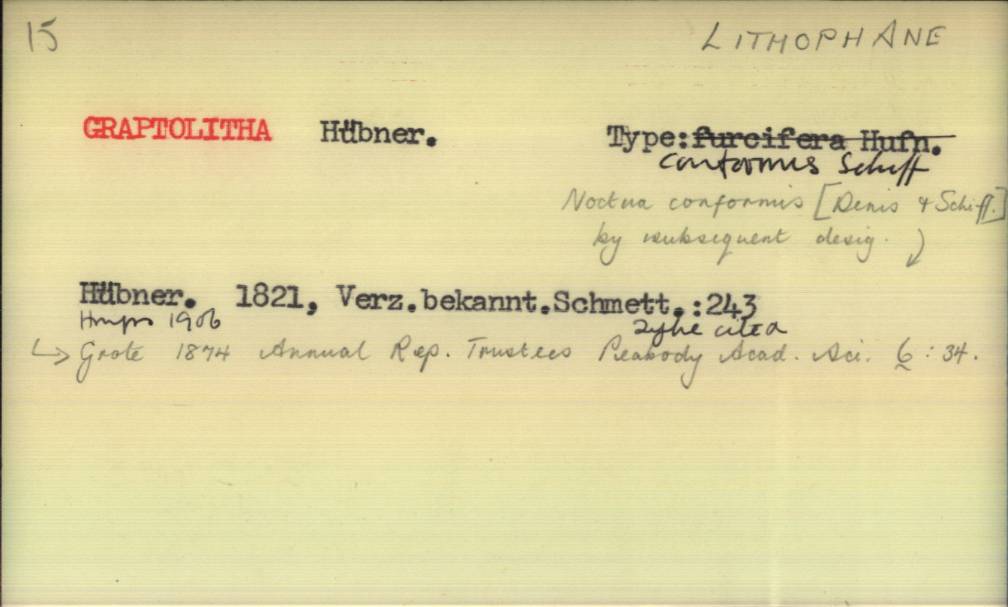 15 LITHOPHANE
GRAPTOLITHA Hübner. Type: furcifera Hufn.
conformis Schiff
Noctua conformis [Denis & Schiff.]
by subsequent desig.
Hübner. 1821, Verz.bekannt.Schmett.:243
Hmps 1906 cited
Grote 1874 Annual Rep. Trustees Peabody Acad. Sci. 6: 34.